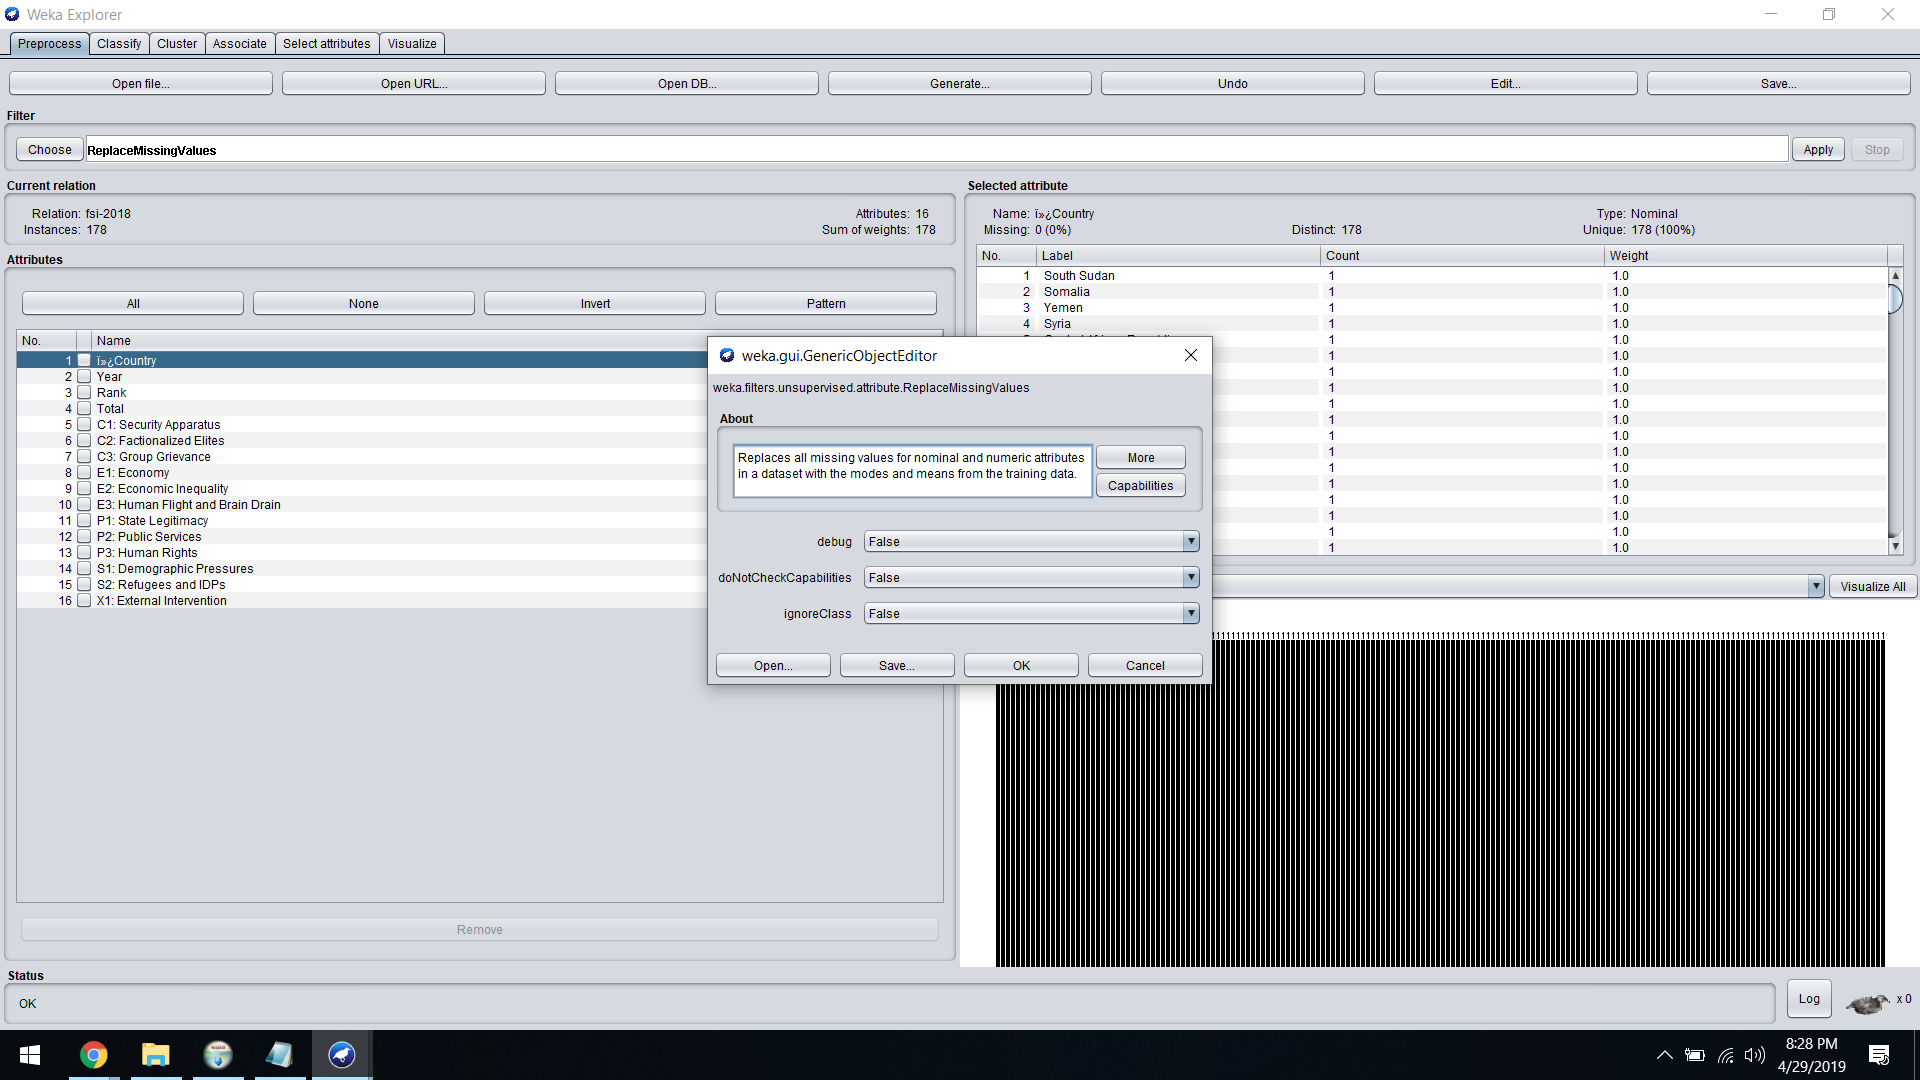 Weka Explorer
Preprocess Classify Cluster Associate Select attributes Visualize
Open file... Open URL... Open DB... Generate... Undo Edit... Save...
Filter
Choose ReplaceMissingValues Apply Stop
Current relation
Relation: fsi-2018 Attributes: 16
Instances: 178 Sum of weights: 178
Attributes
All None Invert Pattern
No. Name
1 ï»¿Country
2 Year
3 Rank
4 Total
5 C1: Security Apparatus
6 C2: Factionalized Elites
7 C3: Group Grievance
8 E1: Economy
9 E2: Economic Inequality
10 E3: Human Flight and Brain Drain
11 P1: State Legitimacy
12 P2: Public Services
13 P3: Human Rights
14 S1: Demographic Pressures
15 S2: Refugees and IDPs
16 X1: External Intervention
Remove
Selected attribute
Name: ï»¿Country Type: Nominal
Missing: 0 (0%) Distinct: 178 Unique: 178 (100%)
No. Label Count Weight
1 South Sudan 1 1.0
2 Somalia 1 1.0
3 Yemen 1 1.0
4 Syria 1 1.0
1 1.0
1 1.0
1 1.0
1 1.0
1 1.0
1 1.0
1 1.0
1 1.0
1 1.0
1 1.0
1 1.0
1 1.0
1 1.0
1 1.0
Visualize All
weka.gui.GenericObjectEditor
weka.filters.unsupervised.attribute.ReplaceMissingValues
About
Replaces all missing values for nominal and numeric attributes
in a dataset with the modes and means from the training data.
More
Capabilities
debug False
doNotCheckCapabilities False
ignoreClass False
Open... Save... OK Cancel
Status
OK
Log x 0
8:28 PM
4/29/2019